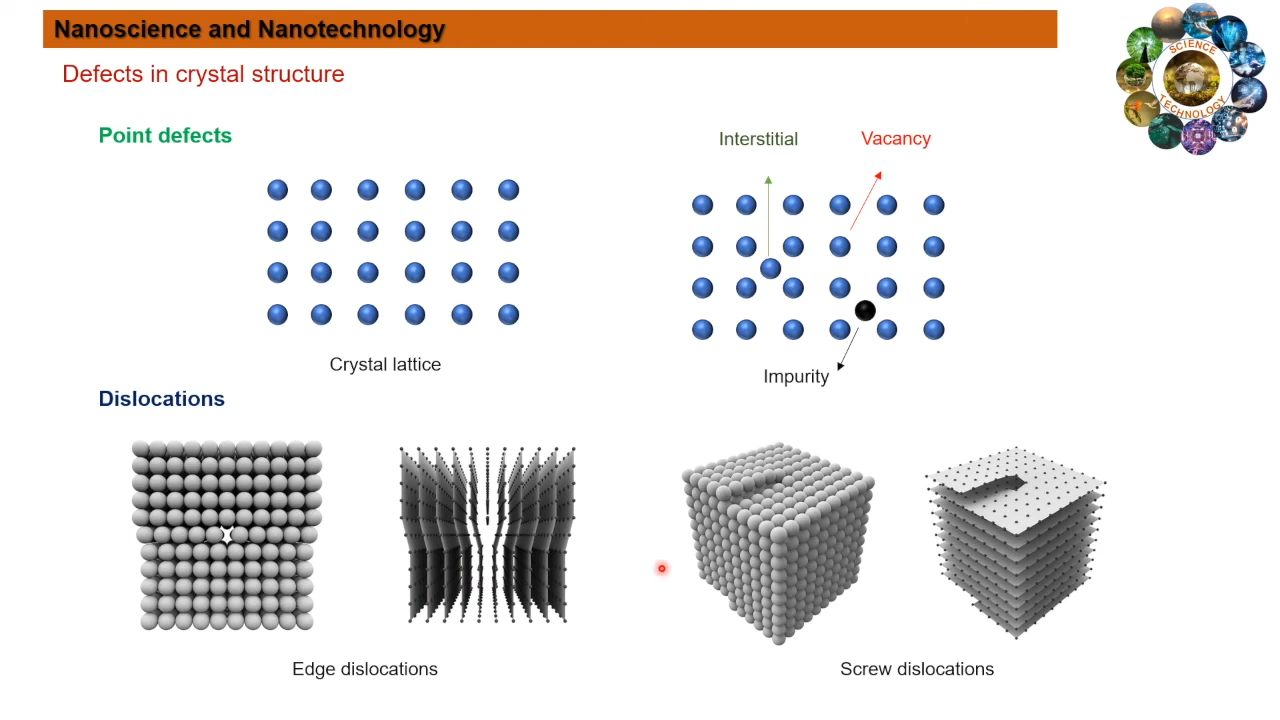 Nanoscience and Nanotechnology
Defects in crystal structure
SCIENCE
TECHNOLOGY
Point defects
Interstitial
Vacancy
Crystal lattice
Impurity
Dislocations
Edge dislocations
Screw dislocations